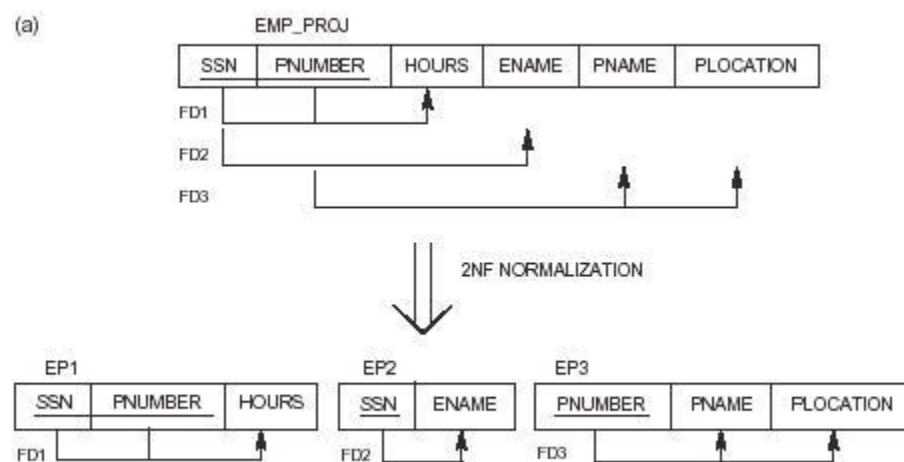 (a)
EMP_PROJ
SSN PNUMBER HOURS ENAME PNAME PLOCATION
FD1
FD2
FD3
2NF NORMALIZATION
EP1 EP2 EP3
SSN PNUMBER HOURS SSN ENAME PNUMBER PNAME PLOCATION
FD1 FD2 FD3